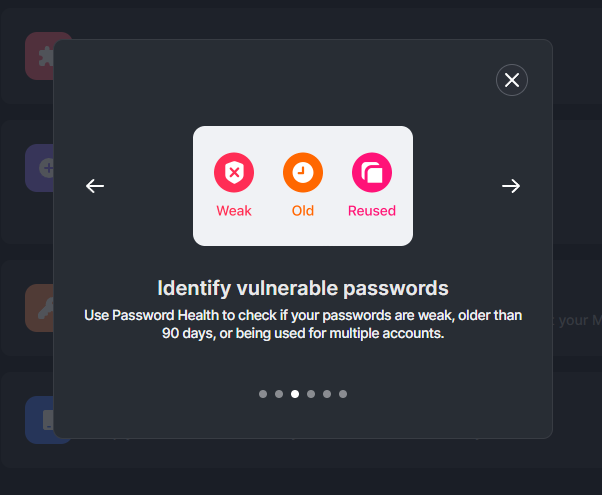 Weak
Old
Reused
Identify vulnerable passwords
Use Password Health to check if your passwords are weak, older than
90 days, or being used for multiple accounts.
your M